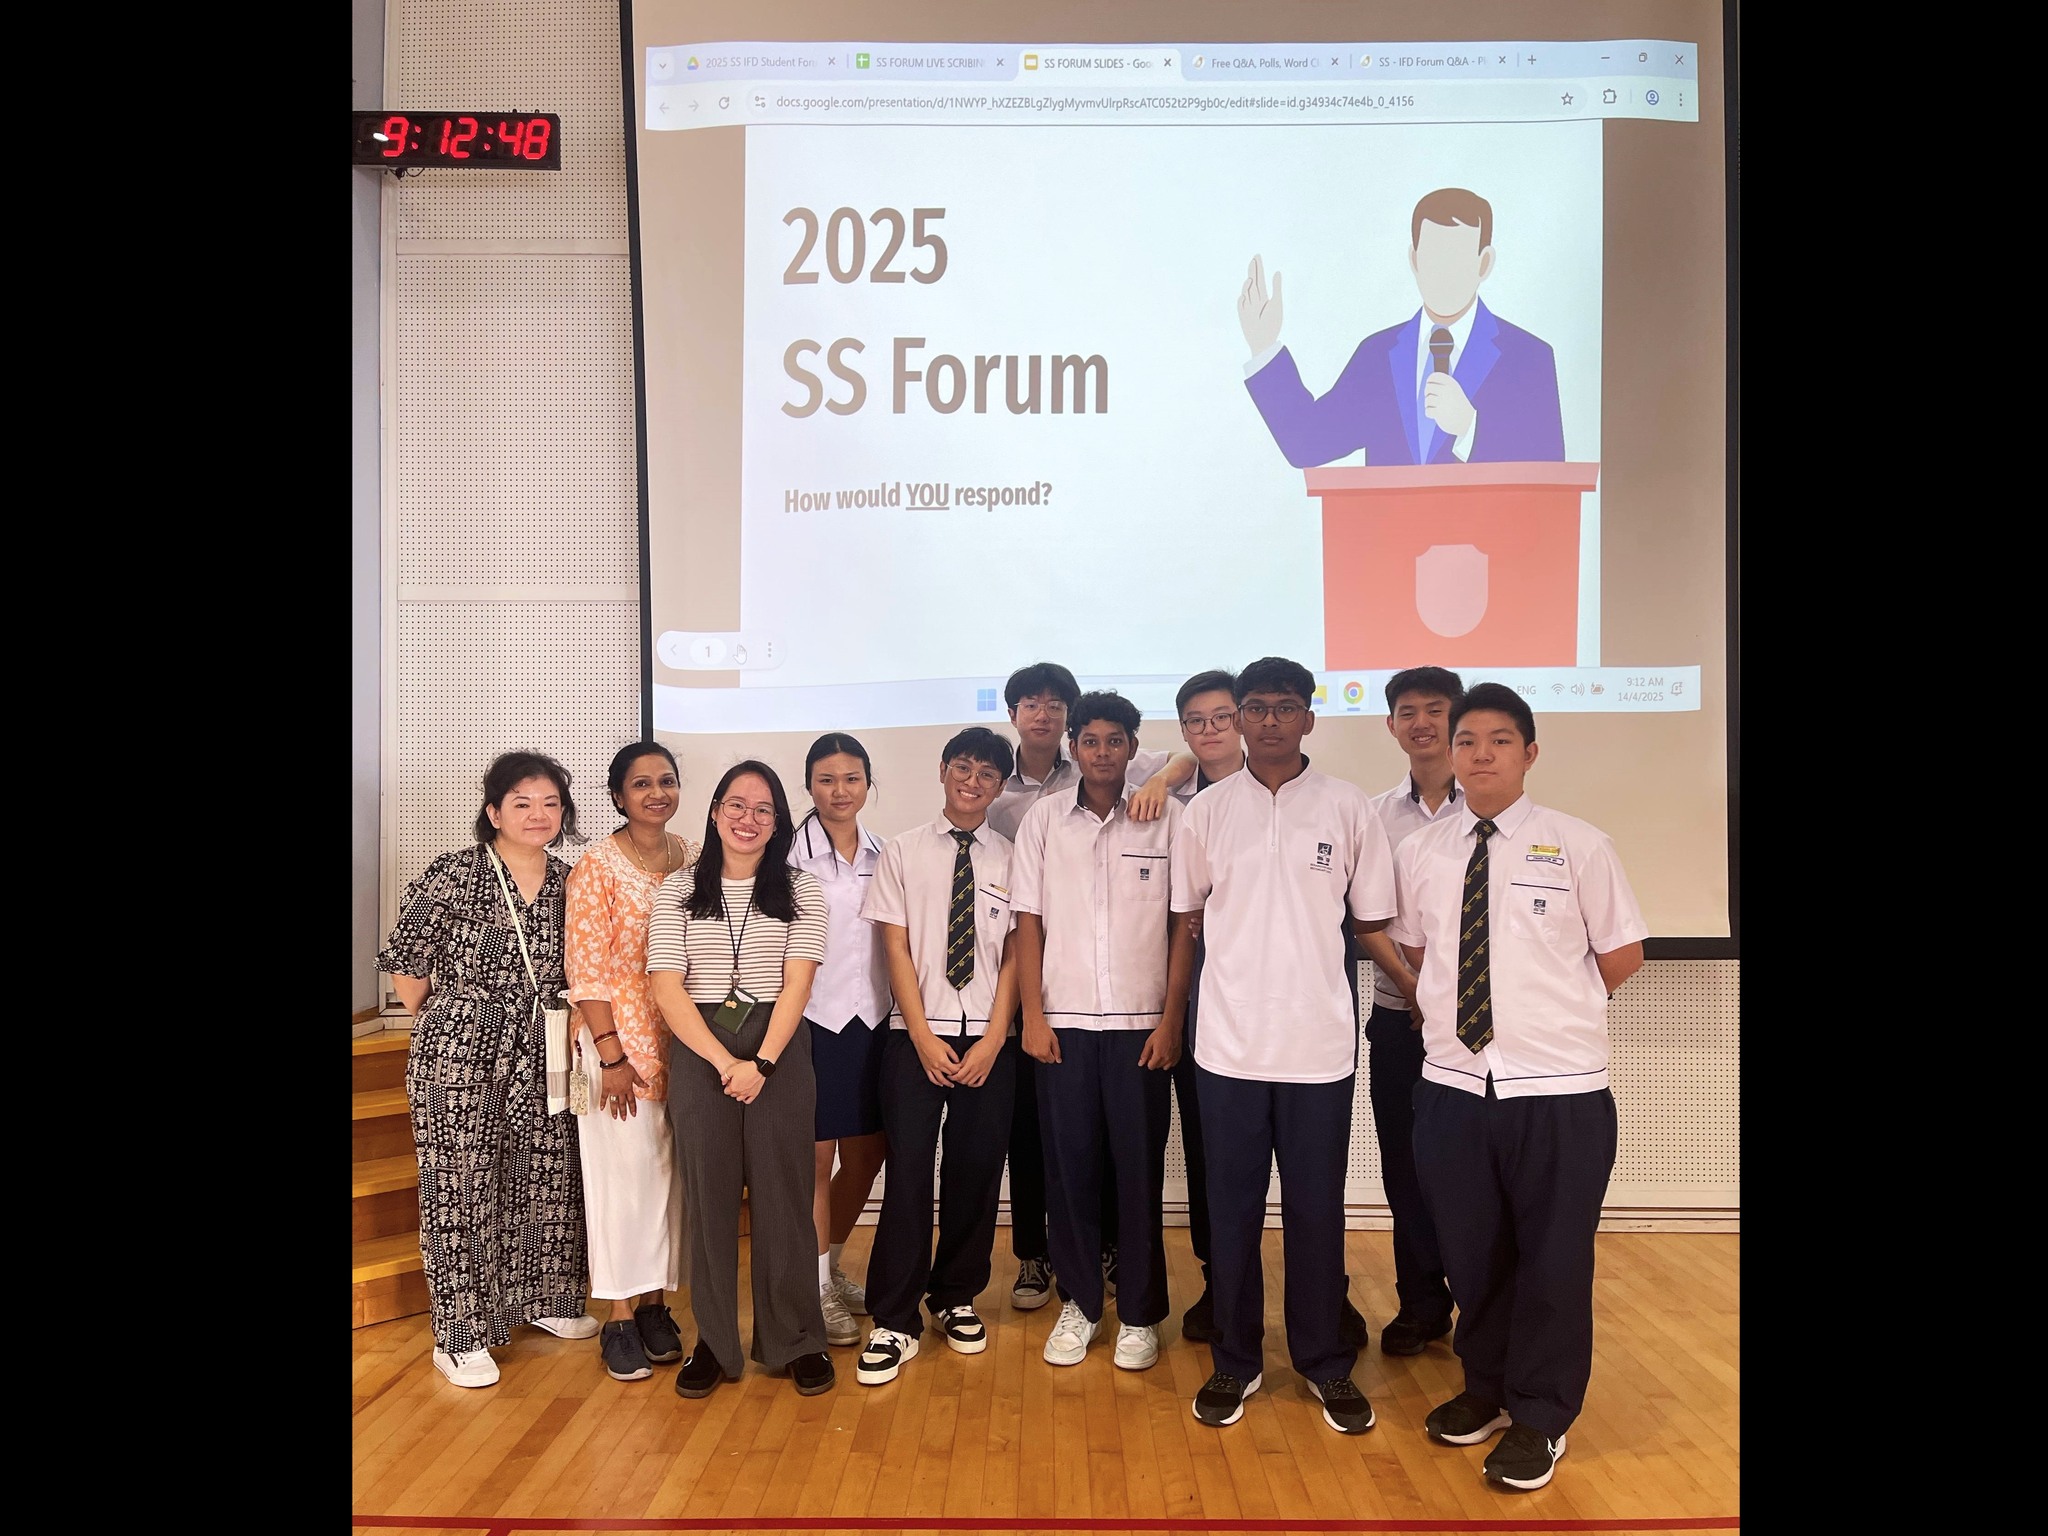 2025 SS IFD Student For
SS FORUM LIVE SCRIBIN
SS FORUM SLIDES - Goo
Free Q&A, Polls, Word Cl
SS - IFD Forum Q&A - P
docs.google.com/presentation/d/1NWYP_hXZEZBLgZlygMyvmvUlrpRscATC052t2P9gb0c/edit#slide=id.g34934c74e4b_0_4156
9:12:48
2025
SS Forum
How would YOU respond?
1
ENG
9:12 AM
14/4/2025